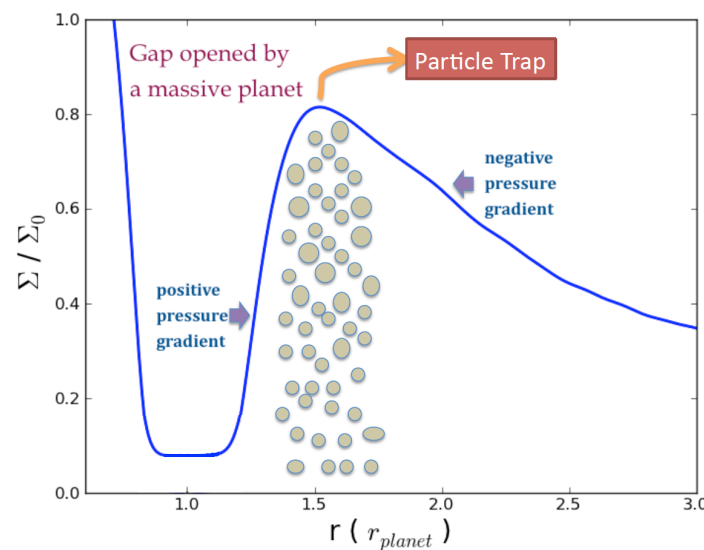 Gap opened by
a massive planet
Particle Trap
negative
pressure
gradient
positive
pressure
gradient
1.0
0.8
0.6
0.4
0.2
0.0
Σ / Σ₀
1.0 1.5 2.0 2.5 3.0
r ( r_planet )